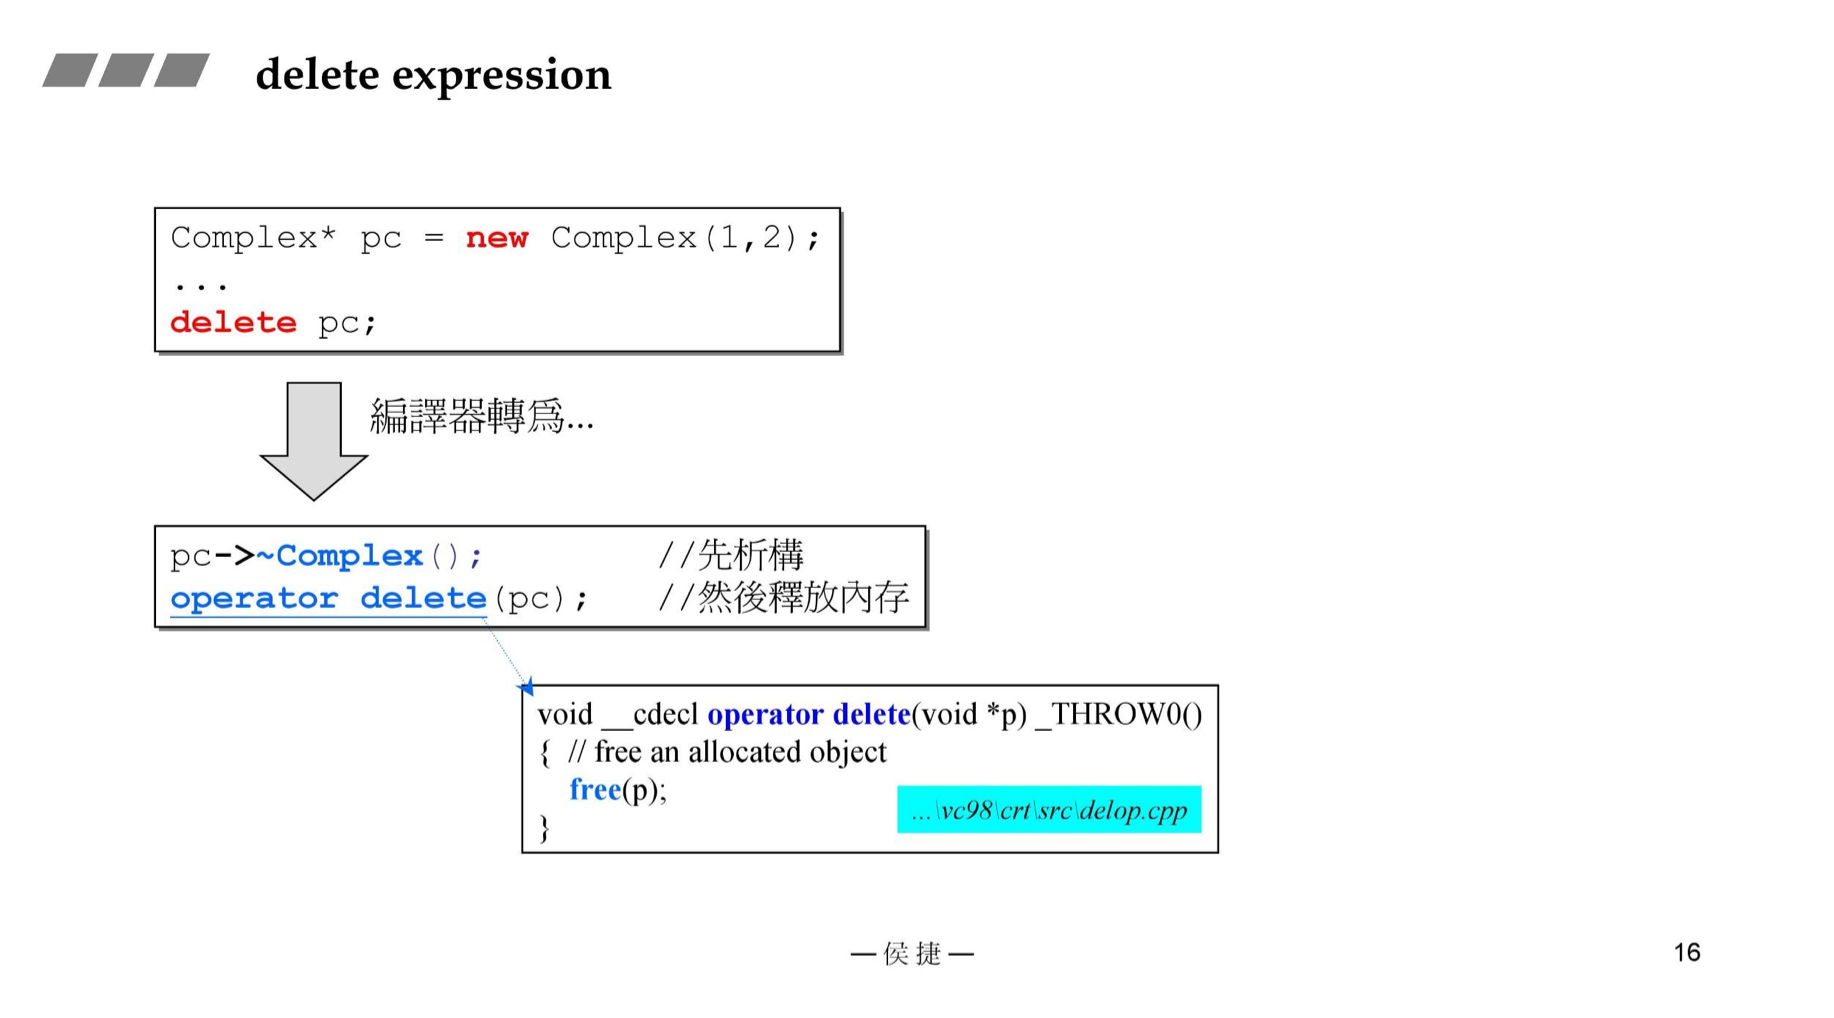 delete expression
Complex* pc = new Complex(1,2);
...
delete pc;
編譯器轉為...
pc->~Complex(); //先析構
operator delete(pc); //然後釋放內存
void __cdecl operator delete(void *p) _THROW0()
{ // free an allocated object
free(p);
...\vc98\crt\src\delop.cpp
}
— 侯 捷 —
16